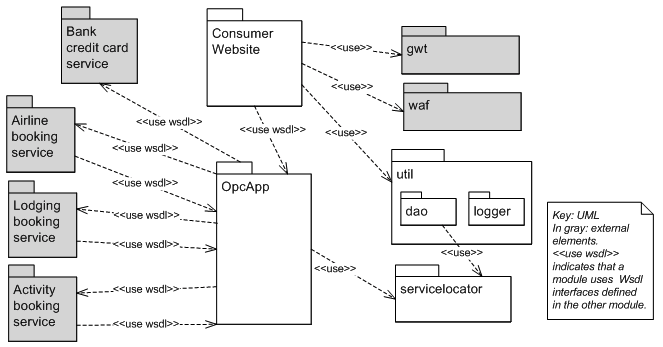 Bank
credit card
service
Consumer
Website
<<use>>
gwt
<<use>>
waf
<<use>>
<<use wsdl>>
<<use wsdl>>
Airline
booking
service
<<use wsdl>>
<<use wsdl>>
OpcApp
util
dao
logger
Lodging
booking
service
<<use wsdl>>
<<use wsdl>>
<<use>>
<<use>>
servicelocator
Activity
booking
service
<<use wsdl>>
<<use wsdl>>
Key: UML
In gray: external
elements.
<<use wsdl>>
indicates that a
module uses Wsdl
interfaces defined
in the other module.